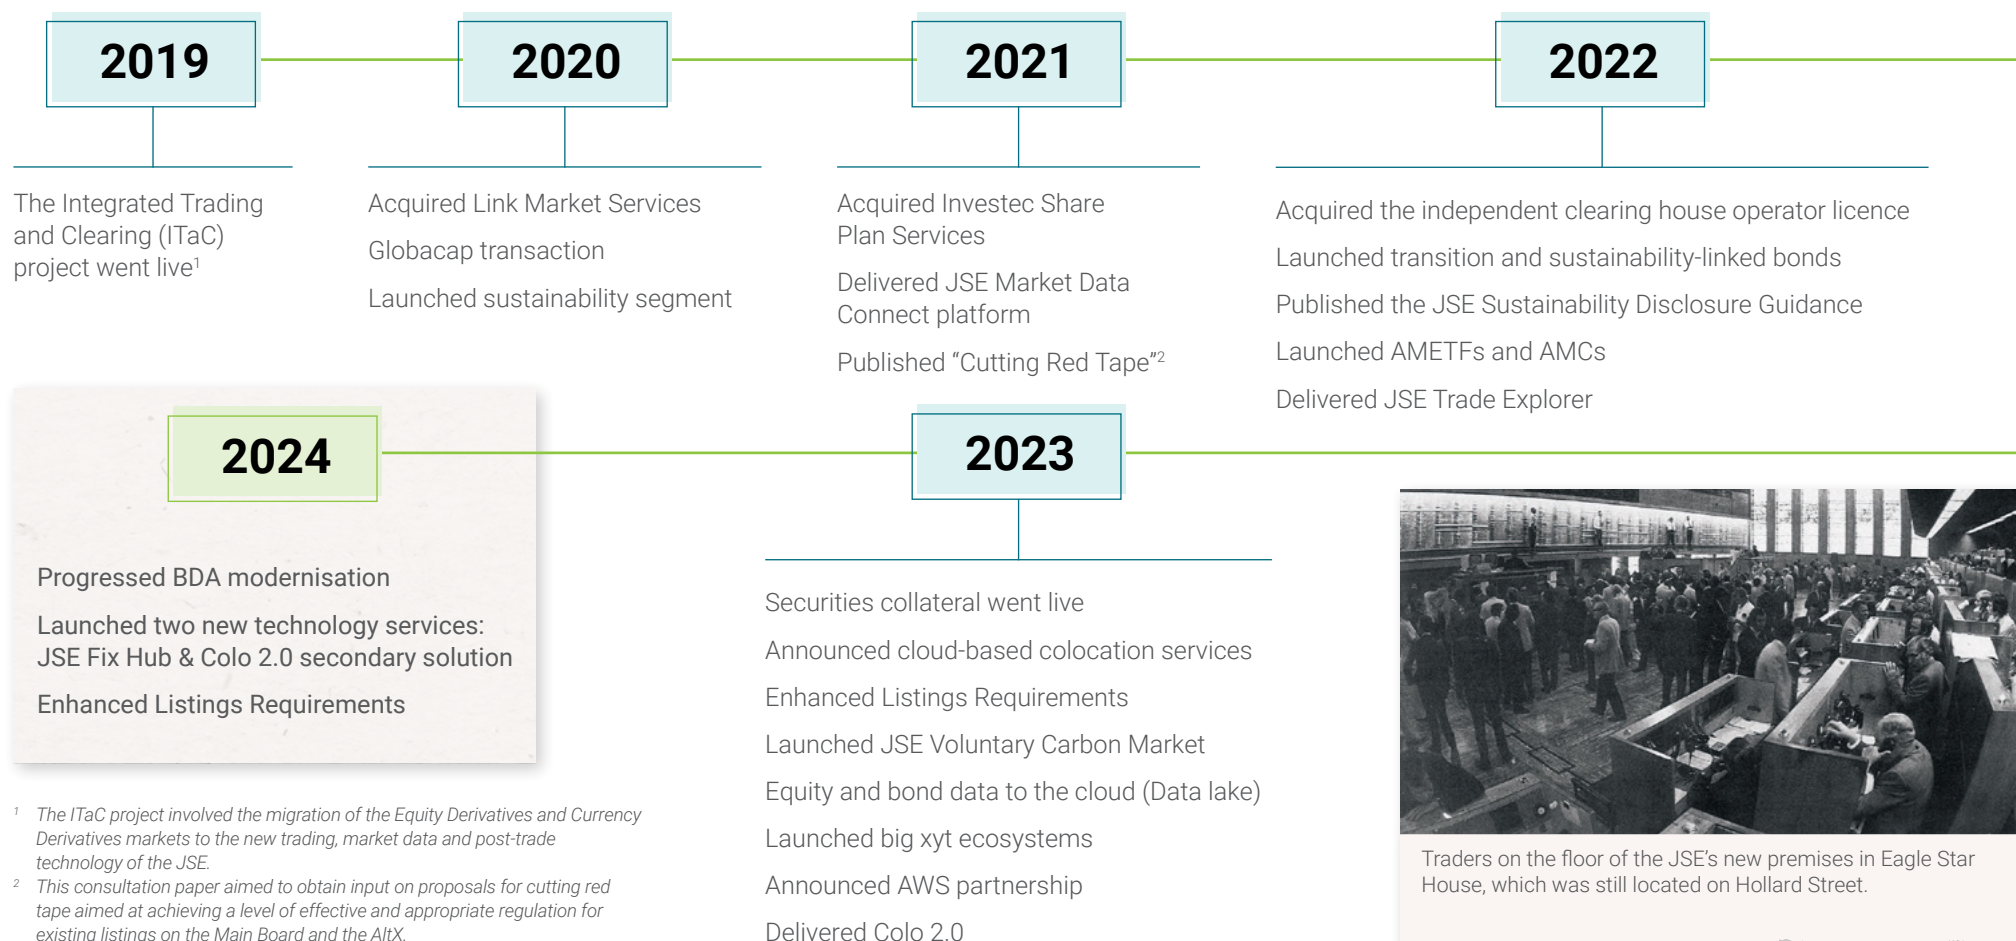 2019
The Integrated Trading
and Clearing (ITaC)
project went live¹
2020
Acquired Link Market Services
Globacap transaction
Launched sustainability segment
2021
Acquired Investec Share
Plan Services
Delivered JSE Market Data
Connect platform
Published “Cutting Red Tape”²
2022
Acquired the independent clearing house operator licence
Launched transition and sustainability-linked bonds
Published the JSE Sustainability Disclosure Guidance
Launched AMETFs and AMCs
Delivered JSE Trade Explorer
2023
Securities collateral went live
Announced cloud-based colocation services
Enhanced Listings Requirements
Launched JSE Voluntary Carbon Market
Equity and bond data to the cloud (Data lake)
Launched big xyt ecosystems
Announced AWS partnership
Delivered Colo 2.0
2024
Progressed BDA modernisation
Launched two new technology services:
JSE Fix Hub & Colo 2.0 secondary solution
Enhanced Listings Requirements
¹ The ITaC project involved the migration of the Equity Derivatives and Currency
Derivatives markets to the new trading, market data and post-trade
technology of the JSE.
² This consultation paper aimed to obtain input on proposals for cutting red
tape aimed at achieving a level of effective and appropriate regulation for
existing listings on the Main Board and the AltX.
Traders on the floor of the JSE’s new premises in Eagle Star
House, which was still located on Hollard Street.